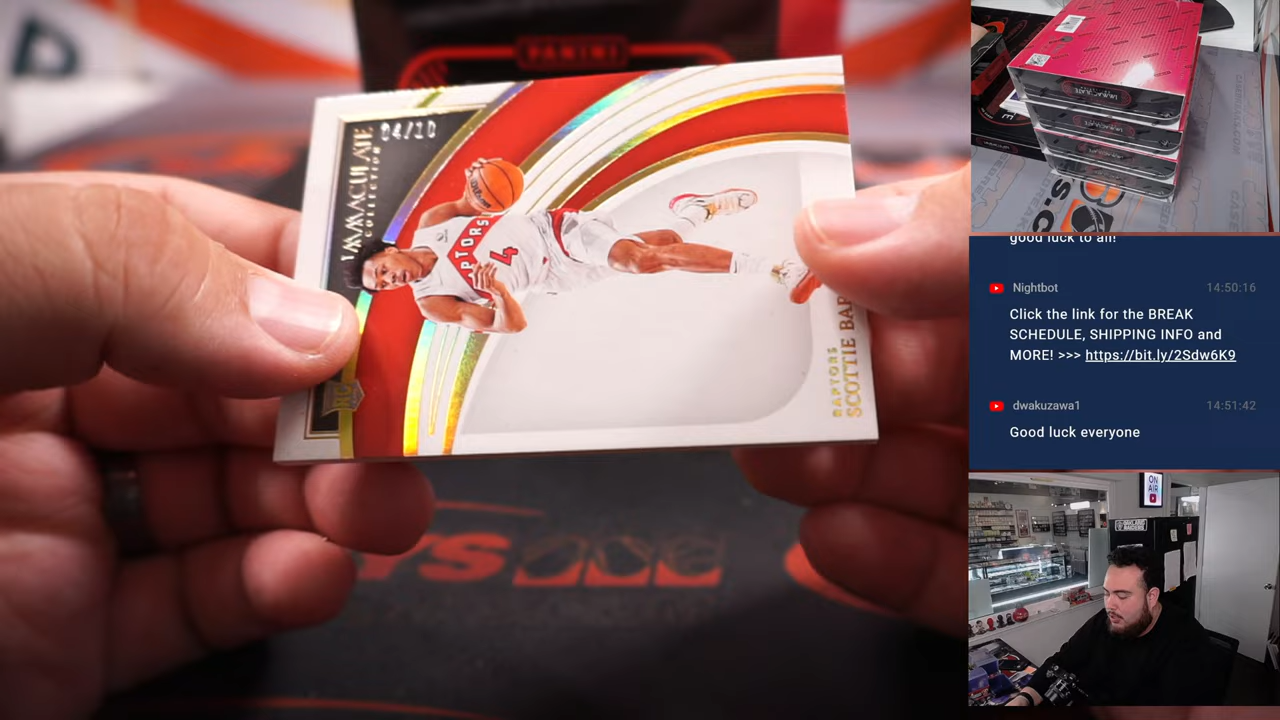 PANINI
04/10
IMMACULATE
COLLECTION
RAPTORS
4
RC
RAPTORS
SCOTTIE BAR
IMMACULATE
good luck to all!
Nightbot 14:50:16
Click the link for the BREAK
SCHEDULE, SHIPPING INFO and
MORE! >>> https://bit.ly/2Sdw6K9
dwakuzawa1 14:51:42
Good luck everyone
ON
AIR